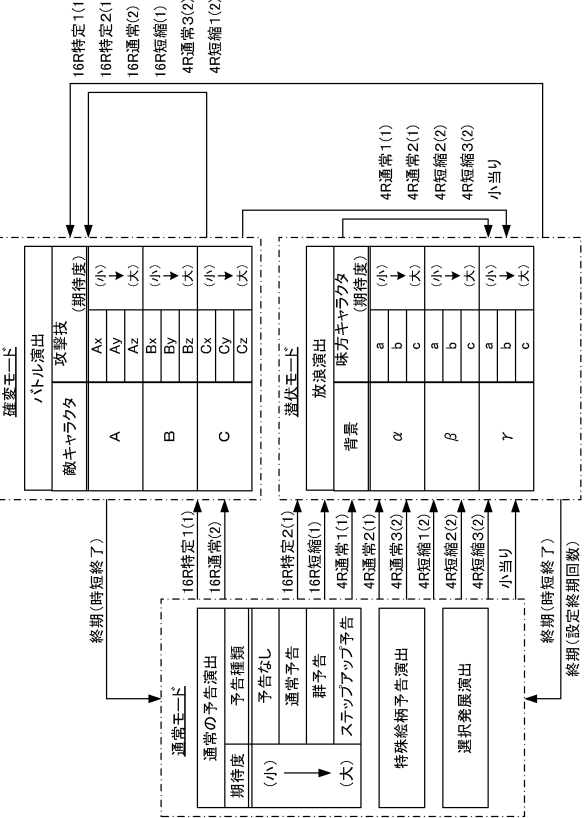 通常モード
通常の予告演出
期待度
予告種類
(小)
(大)
予告なし
通常予告
群予告
ステップアップ予告
特殊絵柄予告演出
選択発展演出
終期(時短終了)
16R特定1(1)
16R通常(2)
16R特定2(1)
16R短縮(1)
4R通常1(1)
4R通常2(1)
4R通常3(2)
4R短縮1(2)
4R短縮2(2)
4R短縮3(2)
小当り
終期(時短終了)
終期(設定終期回数)
確変モード
バトル演出
敵キャラクタ
攻撃技
(期待度)
A
Ax
Ay
Az
(小)
(大)
B
Bx
By
Bz
(小)
(大)
C
Cx
Cy
Cz
(小)
(大)
潜伏モード
放浪演出
背景
味方キャラクタ
(期待度)
α
a
b
c
(小)
(大)
β
a
b
c
(小)
(大)
γ
a
b
c
(小)
(大)
16R特定1(1)
16R特定2(1)
16R通常(2)
16R短縮(1)
4R通常3(2)
4R短縮1(2)
4R通常1(1)
4R通常2(1)
4R短縮2(2)
4R短縮3(2)
小当り